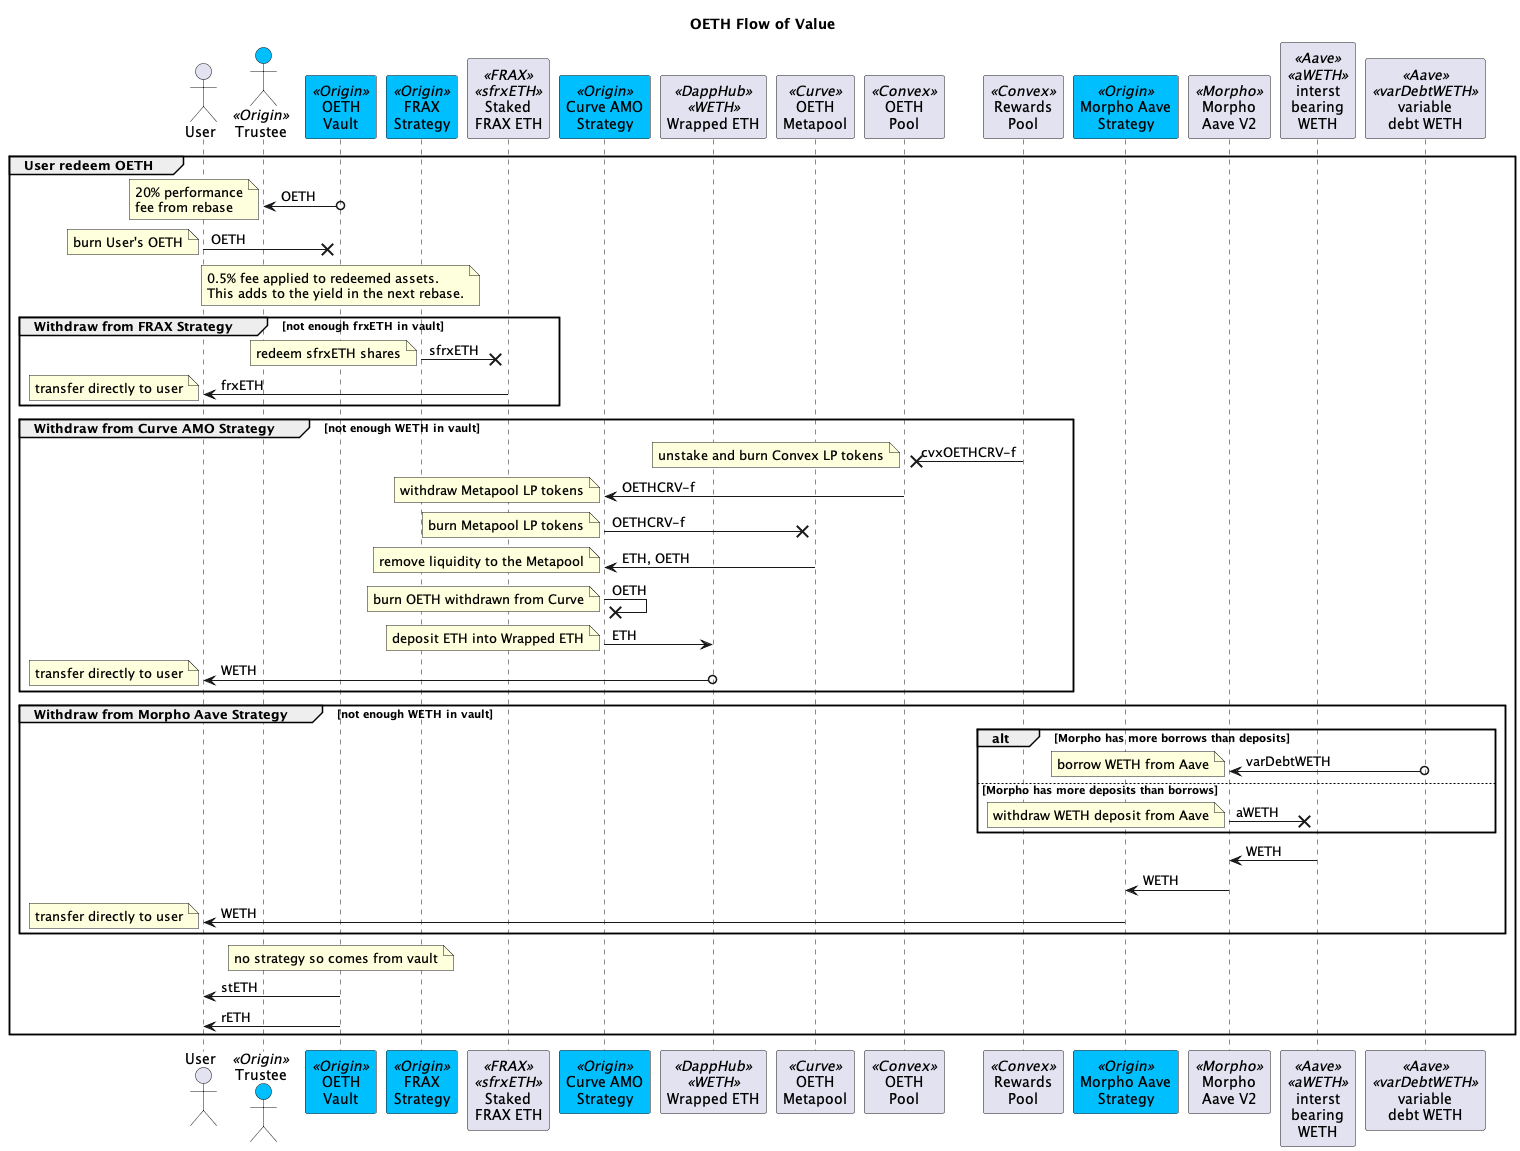 OETH Flow of Value
User
«Origin»
Trustee
«Origin»
OETH
Vault
«Origin»
FRAX
Strategy
«FRAX»
«sfrxETH»
Staked
FRAX ETH
«Origin»
Curve AMO
Strategy
«DappHub»
«WETH»
Wrapped ETH
«Curve»
OETH
Metapool
«Convex»
OETH
Pool
«Convex»
Rewards
Pool
«Origin»
Morpho Aave
Strategy
«Morpho»
Morpho
Aave V2
«Aave»
«aWETH»
interst
bearing
WETH
«Aave»
«varDebtWETH»
variable
debt WETH
User redeem OETH
20% performance
fee from rebase
OETH
burn User's OETH
OETH
0.5% fee applied to redeemed assets.
This adds to the yield in the next rebase.
Withdraw from FRAX Strategy
[not enough frxETH in vault]
redeem sfrxETH shares
sfrxETH
transfer directly to user
frxETH
Withdraw from Curve AMO Strategy
[not enough WETH in vault]
unstake and burn Convex LP tokens
cvxOETHCRV-f
withdraw Metapool LP tokens
OETHCRV-f
burn Metapool LP tokens
OETHCRV-f
remove liquidity to the Metapool
ETH, OETH
burn OETH withdrawn from Curve
OETH
deposit ETH into Wrapped ETH
ETH
transfer directly to user
WETH
Withdraw from Morpho Aave Strategy
[not enough WETH in vault]
alt
[Morpho has more borrows than deposits]
borrow WETH from Aave
varDebtWETH
[Morpho has more deposits than borrows]
withdraw WETH deposit from Aave
aWETH
WETH
WETH
transfer directly to user
WETH
no strategy so comes from vault
stETH
rETH
User
«Origin»
Trustee
«Origin»
OETH
Vault
«Origin»
FRAX
Strategy
«FRAX»
«sfrxETH»
Staked
FRAX ETH
«Origin»
Curve AMO
Strategy
«DappHub»
«WETH»
Wrapped ETH
«Curve»
OETH
Metapool
«Convex»
OETH
Pool
«Convex»
Rewards
Pool
«Origin»
Morpho Aave
Strategy
«Morpho»
Morpho
Aave V2
«Aave»
«aWETH»
interst
bearing
WETH
«Aave»
«varDebtWETH»
variable
debt WETH